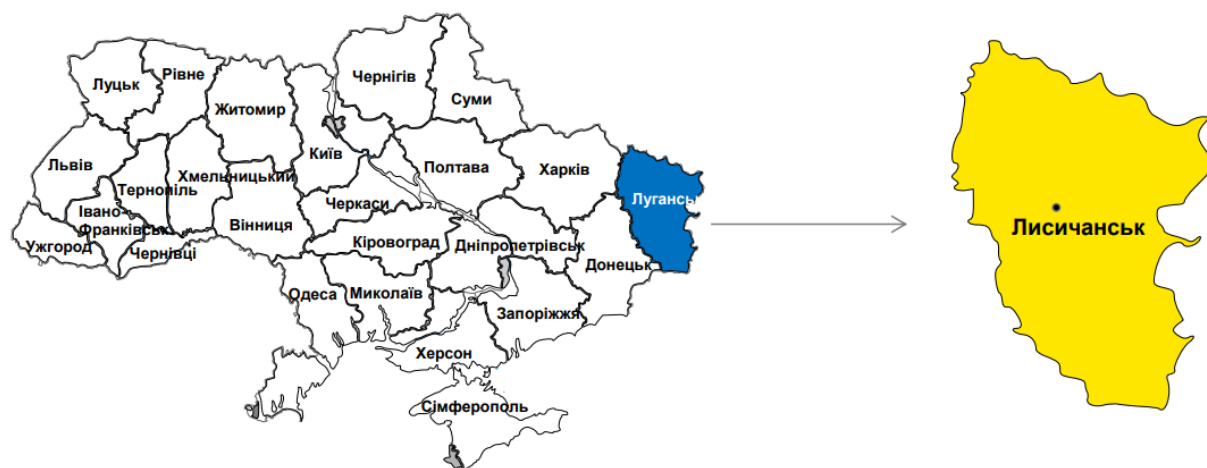 Луцьк
Рівне
Житомир
Чернігів
Суми
Київ
Львів
Тернопіль
Хмельницький
Полтава
Харків
Лугансь
Івано-
Франківськ
Вінниця
Черкаси
Ужгород
Чернівці
Кіровоград
Дніпропетрівськ
Донецьк
Одеса
Миколаїв
Запоріжжя
Херсон
Сімферополь
Лисичанськ